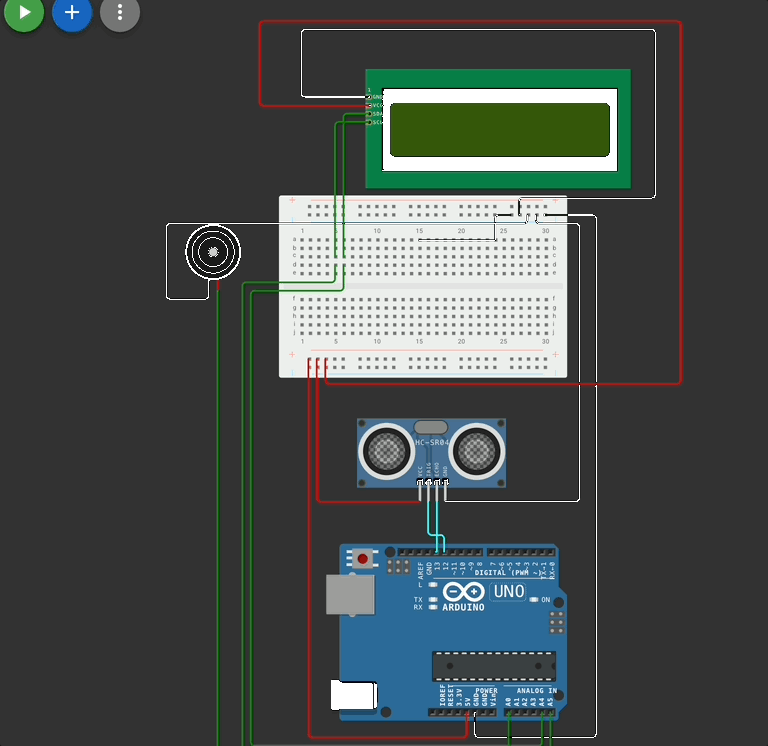 1
GND
VCC
SDA
SCL
+ +
1 5 10 15 20 25 30
a a
b b
c c
d d
e e
f f
g g
h h
i i
j j
1 5 10 15 20 25 30
+ +
HC-SR04
VCC
TRIG
ECHO
GND
AREF
GND
13
12
~11
~10
~9
8
7
~6
~5
4
~3
2
TX→1
RX←0
DIGITAL (PWM ~)
L
TX
RX
UNO
ON
ARDUINO
POWER
ANALOG IN
IOREF
RESET
3.3V
5V
GND
GND
Vin
A0
A1
A2
A3
A4
A5